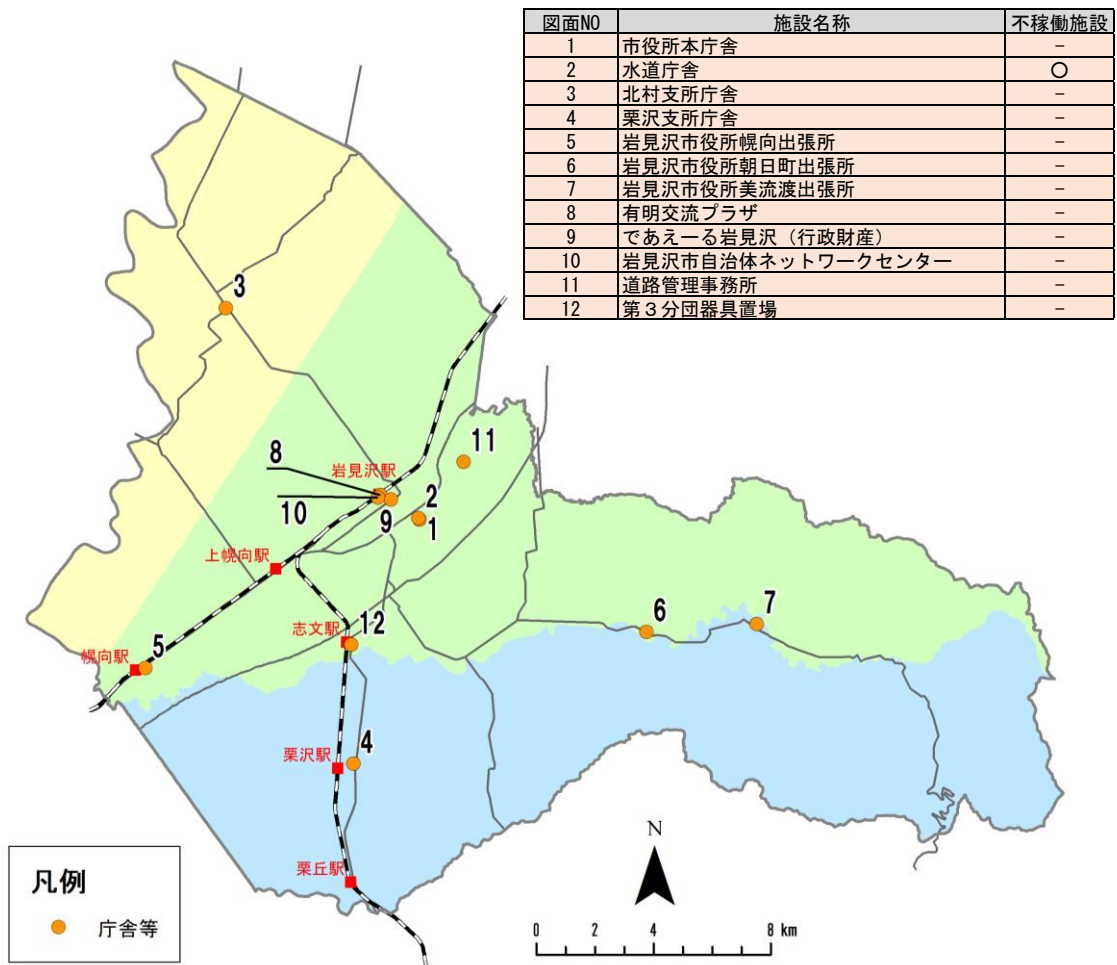 図面NO 施設名称 不稼働施設
1 市役所本庁舎 −
2 水道庁舎 ○
3 北村支所庁舎 −
4 栗沢支所庁舎 −
5 岩見沢市役所幌向出張所 −
6 岩見沢市役所朝日町出張所 −
7 岩見沢市役所美流渡出張所 −
8 有明交流プラザ −
9 であえーる岩見沢（行政財産） −
10 岩見沢市自治体ネットワークセンター −
11 道路管理事務所 −
12 第３分団器具置場 −
3
11
8
岩見沢駅
10
9
2
1
上幌向駅
6
7
志文駅
12
幌向駅
5
栗沢駅
4
栗丘駅
N
0 2 4 8 km
凡例
庁舎等